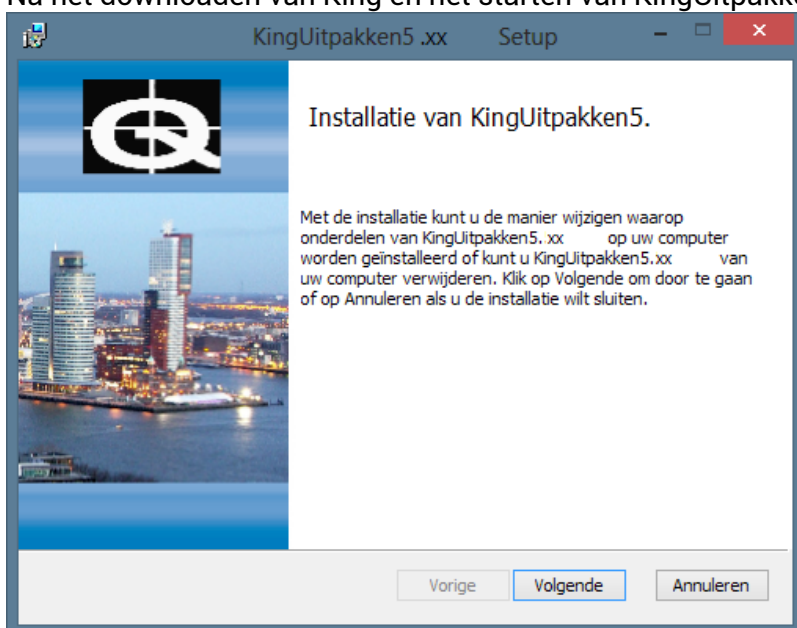 Na het downloaden van King en het starten van KingUitpakke
KingUitpakken5 .xx Setup
Installatie van KingUitpakken5.
Met de installatie kunt u de manier wijzigen waarop
onderdelen van KingUitpakken5. xx op uw computer
worden geïnstalleerd of kunt u KingUitpakken5.xx van
uw computer verwijderen. Klik op Volgende om door te gaan
of op Annuleren als u de installatie wilt sluiten.
Vorige Volgende Annuleren